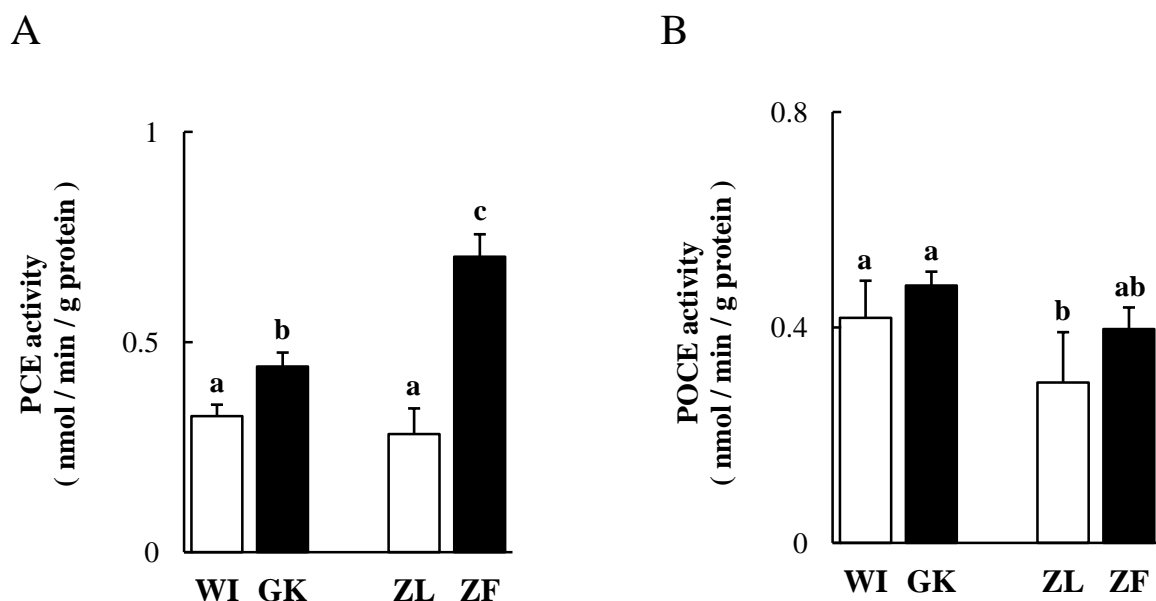 A
PCE activity
( nmol / min / g protein )
1
0.5
0
a
b
a
c
WI GK ZL ZF
B
POCE activity
( nmol / min / g protein )
0.8
0.4
0
a
a
b
ab
WI GK ZL ZF